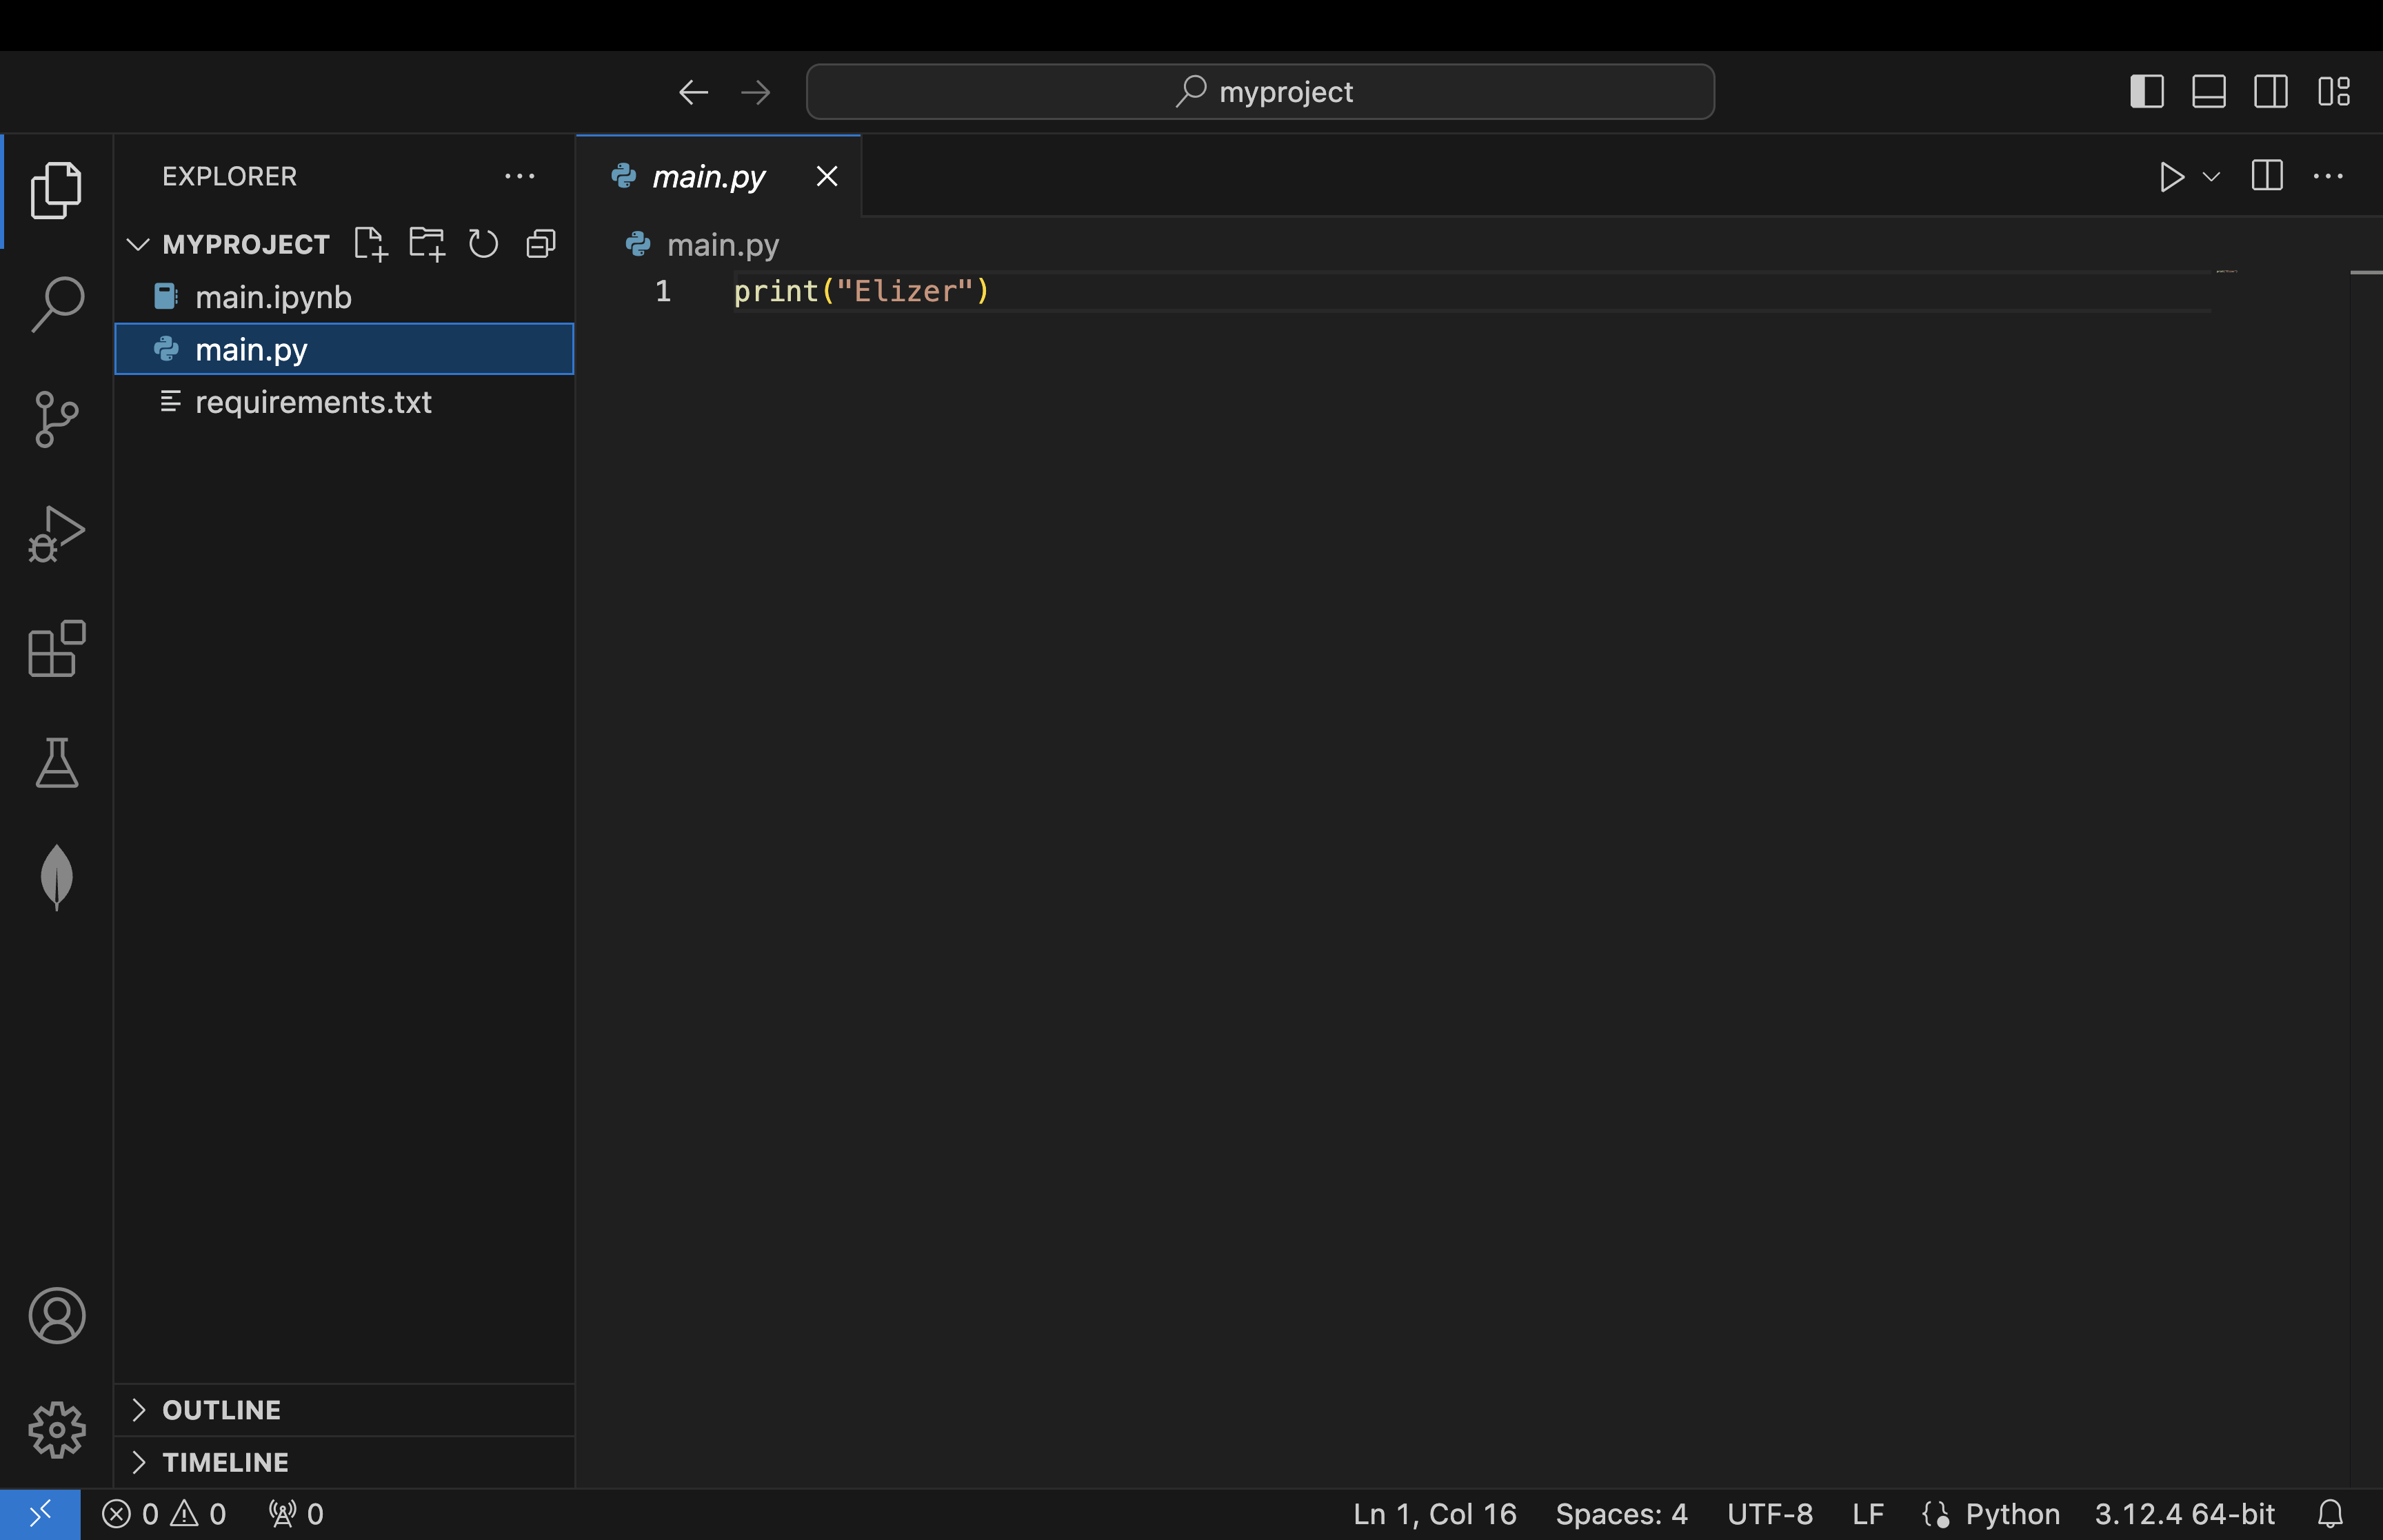 myproject
EXPLORER
main.py
MYPROJECT
main.py
main.ipynb
1 print("Elizer")
main.py
requirements.txt
OUTLINE
TIMELINE
0 0 0 Ln 1, Col 16 Spaces: 4 UTF-8 LF Python 3.12.4 64-bit